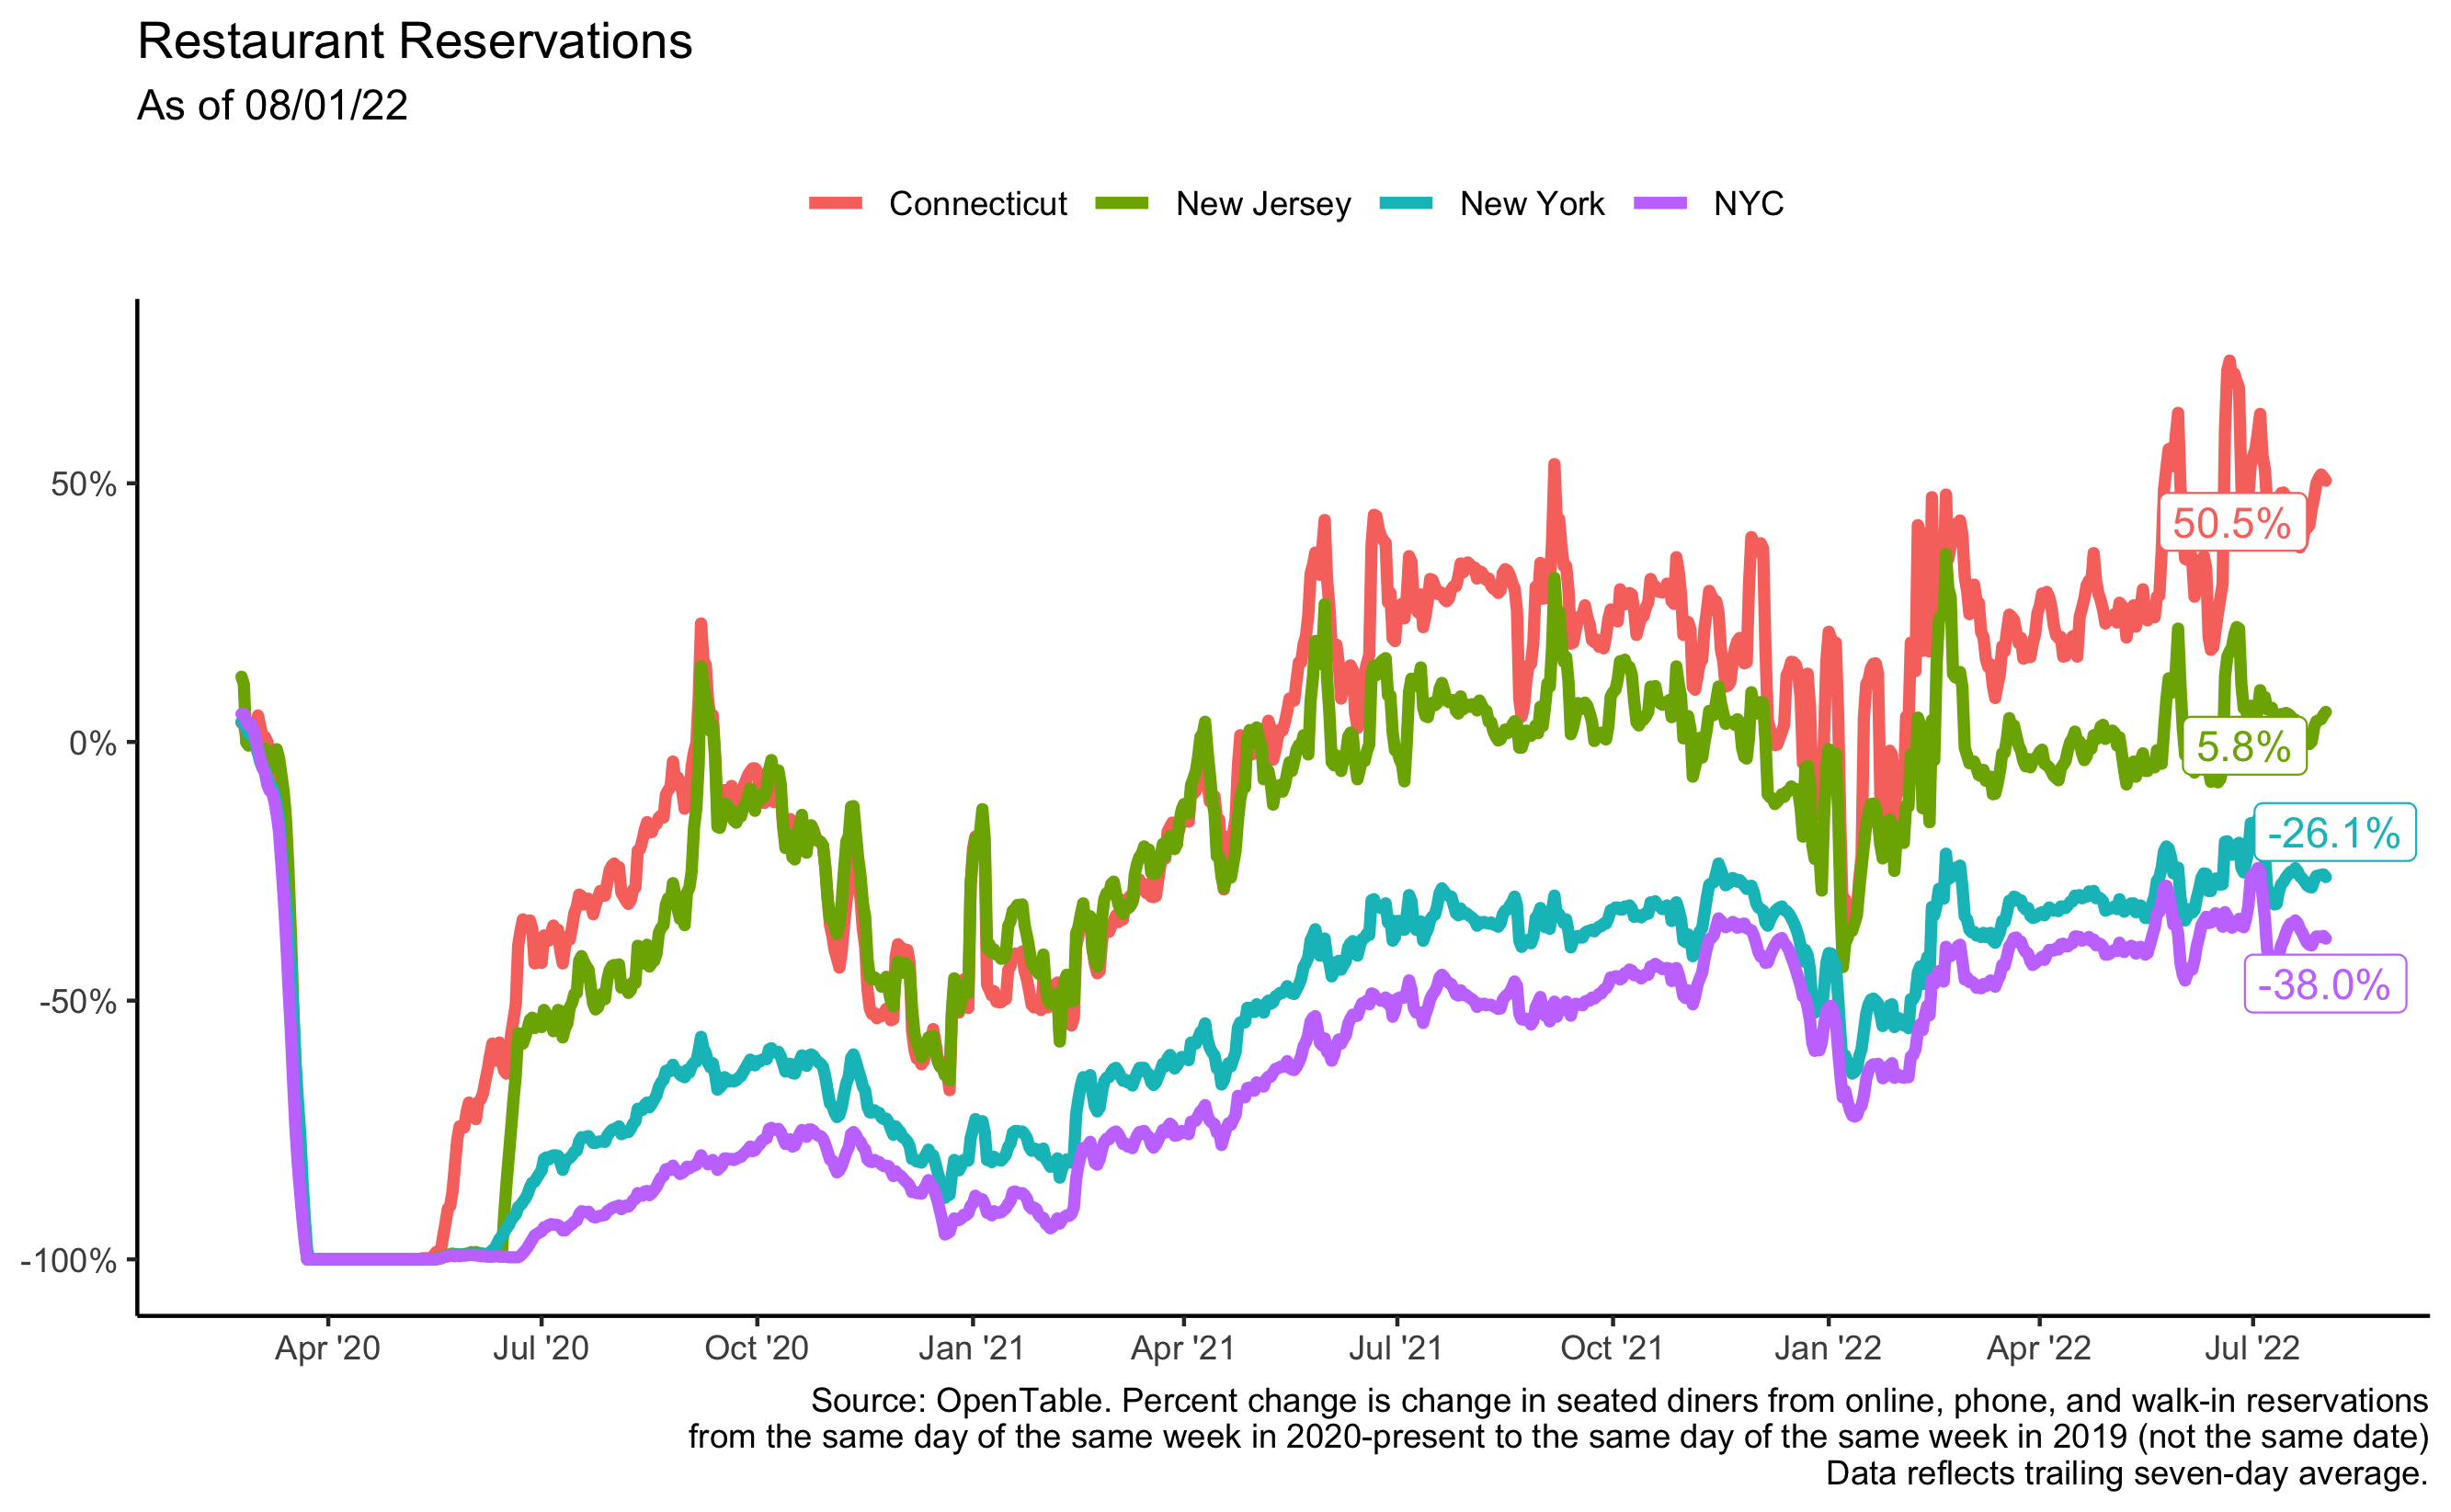 Restaurant Reservations
As of 08/01/22
Connecticut New Jersey New York NYC
50%
0%
-50%
-100%
50.5%
5.8%
-26.1%
-38.0%
Apr '20 Jul '20 Oct '20 Jan '21 Apr '21 Jul '21 Oct '21 Jan '22 Apr '22 Jul '22
Source: OpenTable. Percent change is change in seated diners from online, phone, and walk-in reservations
from the same day of the same week in 2020-present to the same day of the same week in 2019 (not the same date)
Data reflects trailing seven-day average.